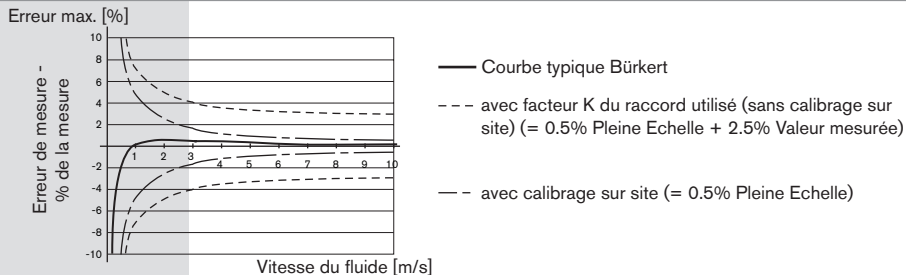 Erreur max. [%]
Erreur de mesure -
% de la mesure
10
8
6
4
2
-2
-4
-6
-8
-10
1 2 3 4 5 6 7 8 9 10
Vitesse du fluide [m/s]
Courbe typique Bürkert
avec facteur K du raccord utilisé (sans calibrage sur
site) (= 0.5% Pleine Echelle + 2.5% Valeur mesurée)
avec calibrage sur site (= 0.5% Pleine Echelle)